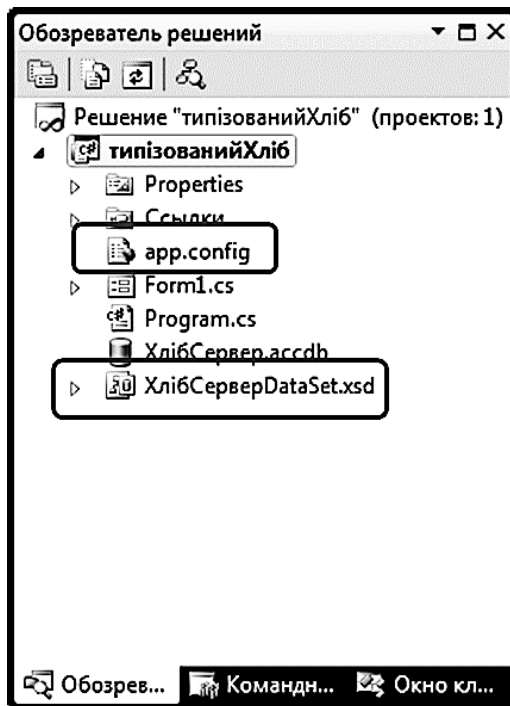 Обозреватель решений
Решение "типізованийХліб" (проектов: 1)
типізованийХліб
Properties
Ссылки
app.config
Form1.cs
Program.cs
ХлібСервер.accdb
ХлібСерверDataSet.xsd
Обозрев... Командн... Окно кл...